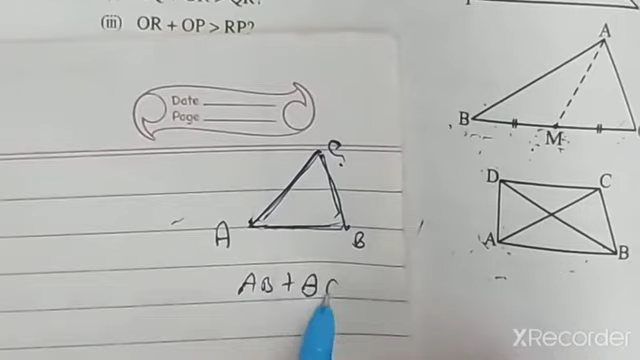 (iii) OR + OP > RP?
Date
Page
C
A B
AB + BC
A
B M
D C
A B
XRecorder